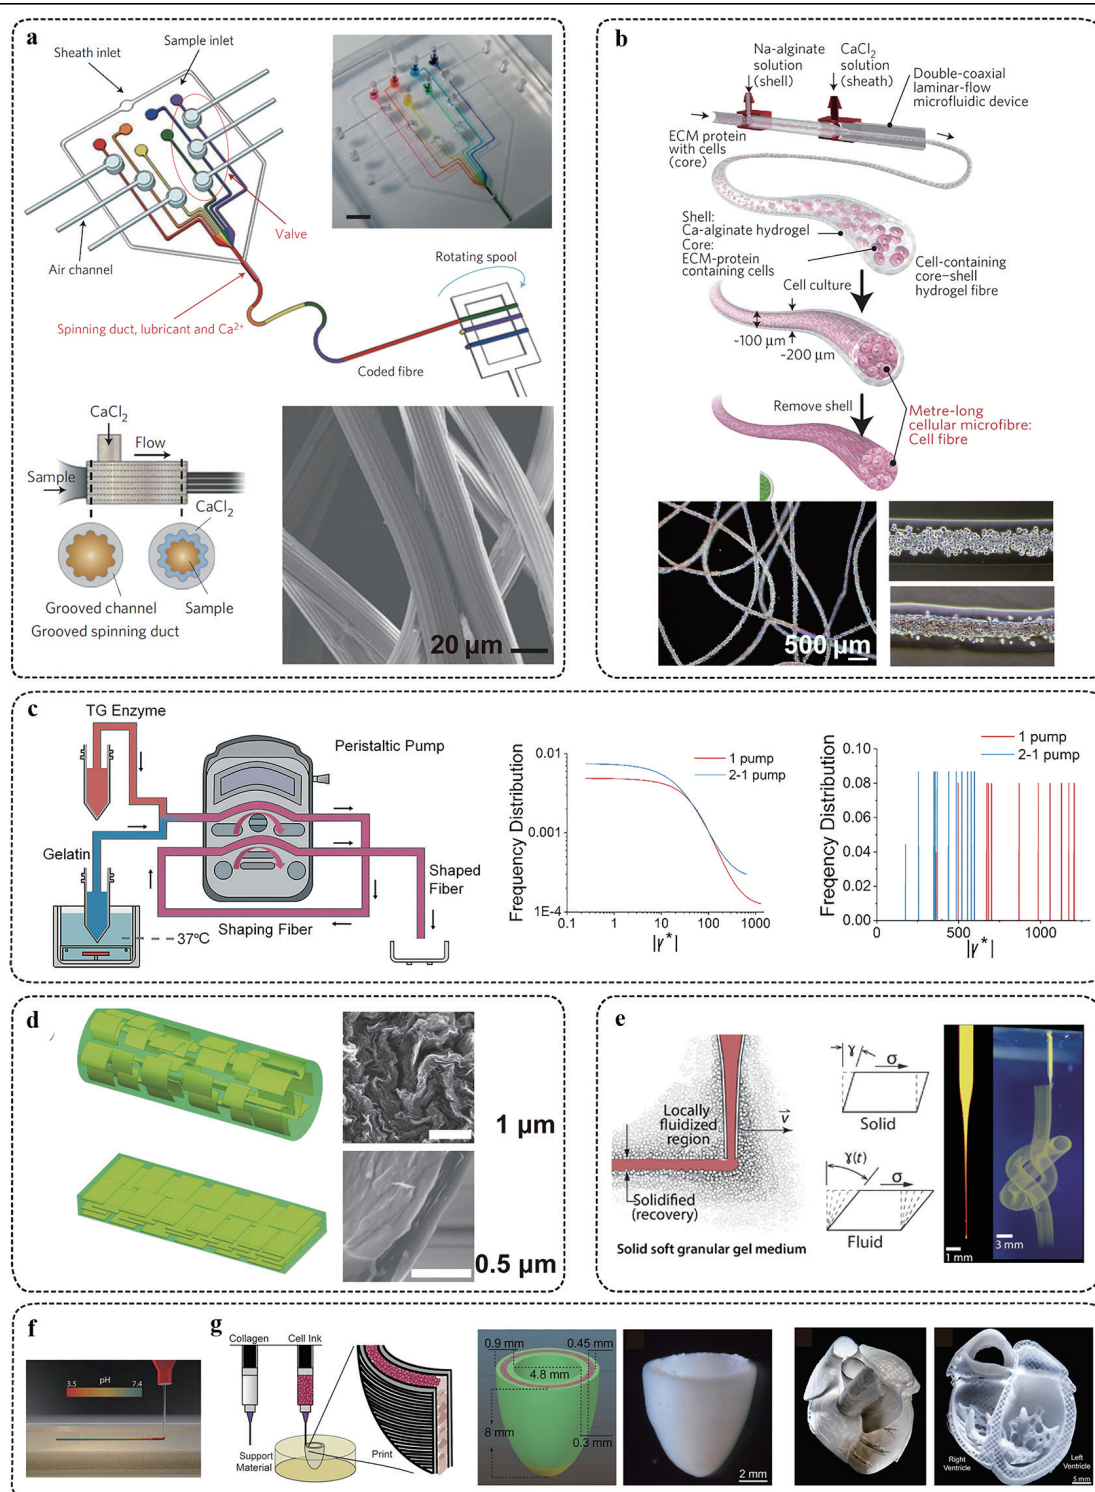 a
Sheath inlet
Sample inlet
Valve
Air channel
Spinning duct, lubricant and Ca2+
Rotating spool
Coded fibre
CaCl2
Flow
Sample
CaCl2
Grooved channel
Sample
Grooved spinning duct
20 µm
b
Na-alginate
solution
(shell)
CaCl2
solution
(sheath)
Double-coaxial
laminar-flow
microfluidic device
ECM protein
with cells
(core)
Shell:
Ca-alginate hydrogel
Core:
ECM-protein
containing cells
Cell-containing
core–shell
hydrogel fibre
Cell culture
~100 µm
~200 µm
Remove shell
Metre-long
cellular microfibre:
Cell fibre
500 µm
c
TG Enzyme
Peristaltic Pump
Gelatin
37ºC
Shaping Fiber
Shaped
Fiber
Frequency Distribution
0.01
0.001
1E-4
0.1
1
10
100
1000
1 pump
2-1 pump
|γ*|
Freqency Distribution
0.10
0.08
0.06
0.04
0.02
0.00
0
500
1000
1 pump
2-1 pump
|γ*|
d
1 µm
0.5 µm
e
Locally
fluidized
region
v
Solidified
(recovery)
Solid soft granular gel medium
γ
σ
Solid
γ(t)
σ
Fluid
1 mm
3 mm
f
pH
3.5
7.4
g
Collagen
Cell Ink
Support
Material
Print
0.9 mm
0.45 mm
4.8 mm
8 mm
0.3 mm
2 mm
Right
Ventricle
Left
Ventricle
5 mm